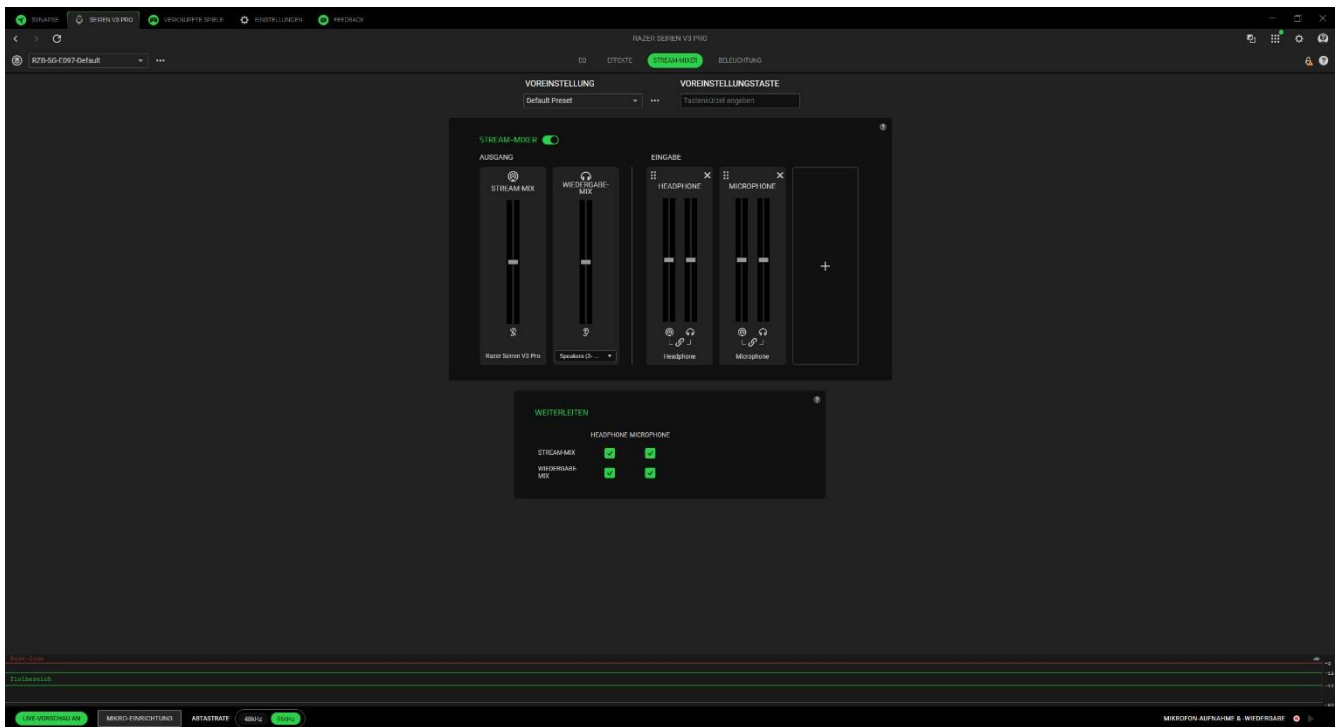 SYNAPSE SEIREN V3 PRO VERKNÜPFTE SPIELE EINSTELLUNGEN FEEDBACK
RAZER SEIREN V3 PRO
RZB-SG-E097-Default ... EQ EFFEKTE STREAM-MIXER BELEUCHTUNG
VOREINSTELLUNG VOREINSTELLUNGSTASTE
Default Preset ... Tastenkürzel angeben
STREAM-MIXER
AUSGANG EINGABE
STREAM-MIX WIEDERGABE-MIX HEADPHONE MICROPHONE
Razer Seiren V3 Pro Speakers (2- ... Headphone Microphone
WEITERLEITEN
HEADPHONE MICROPHONE
STREAM-MIX
WIEDERGABE-
MIX
Zielbereich
LIVE-VORSCHAU AN MIKRO-EINRICHTUNG ABTASTRATE 48kHz 96kHz MIKROFON-AUFNAHME & -WIEDERGABE